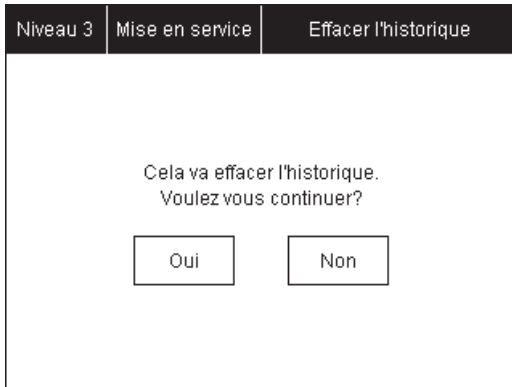 Niveau 3 Mise en service Effacer l'historique
Cela va effacer l'historique.
Voulez vous continuer?
Oui Non